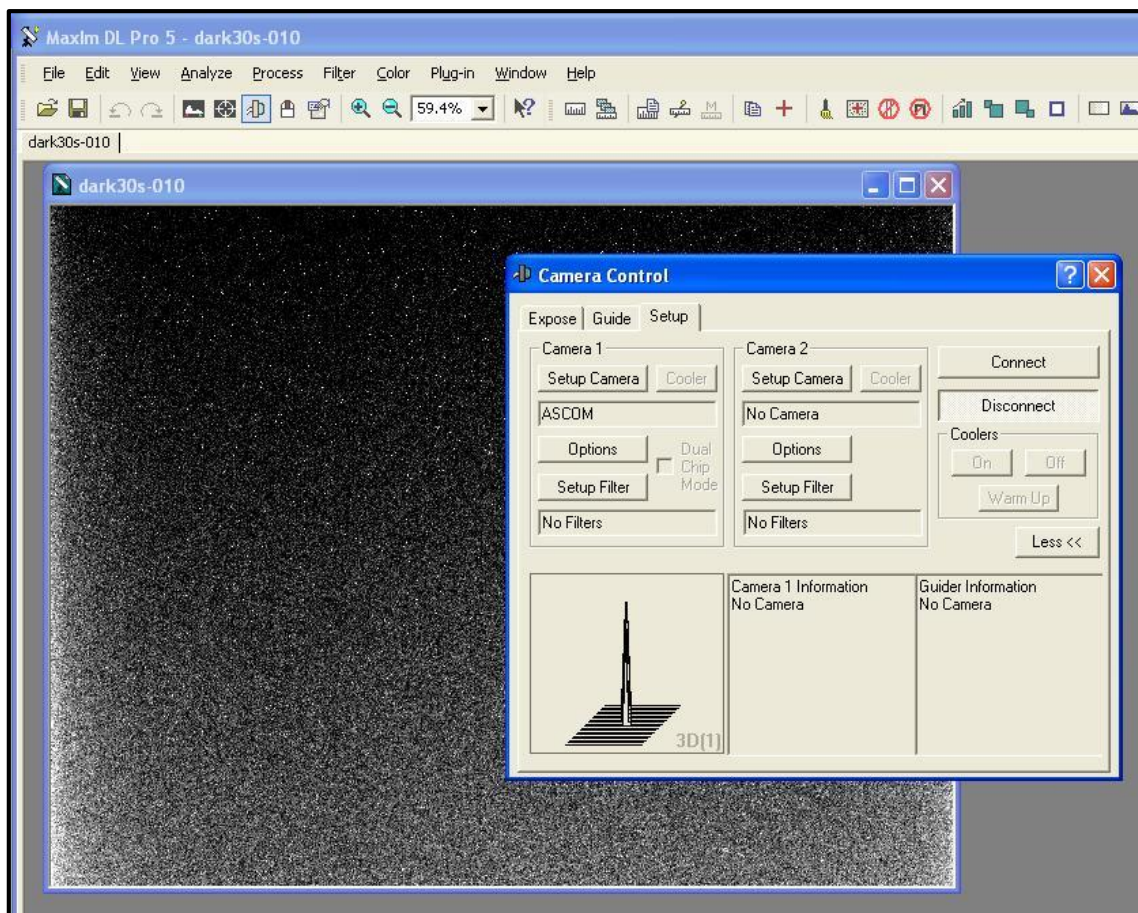 MaxIm DL Pro 5 - dark30s-010
File Edit View Analyze Process Filter Color Plug-in Window Help
59.4%
dark30s-010
dark30s-010
Camera Control
Expose Guide Setup
Camera 1
Setup Camera Cooler
ASCOM
Options
Dual
Chip
Mode
Setup Filter
No Filters
Camera 2
Setup Camera Cooler
No Camera
Options
Setup Filter
No Filters
Connect
Disconnect
Coolers
On Off
Warm Up
Less <<
3D(1)
Camera 1 Information
No Camera
Guider Information
No Camera